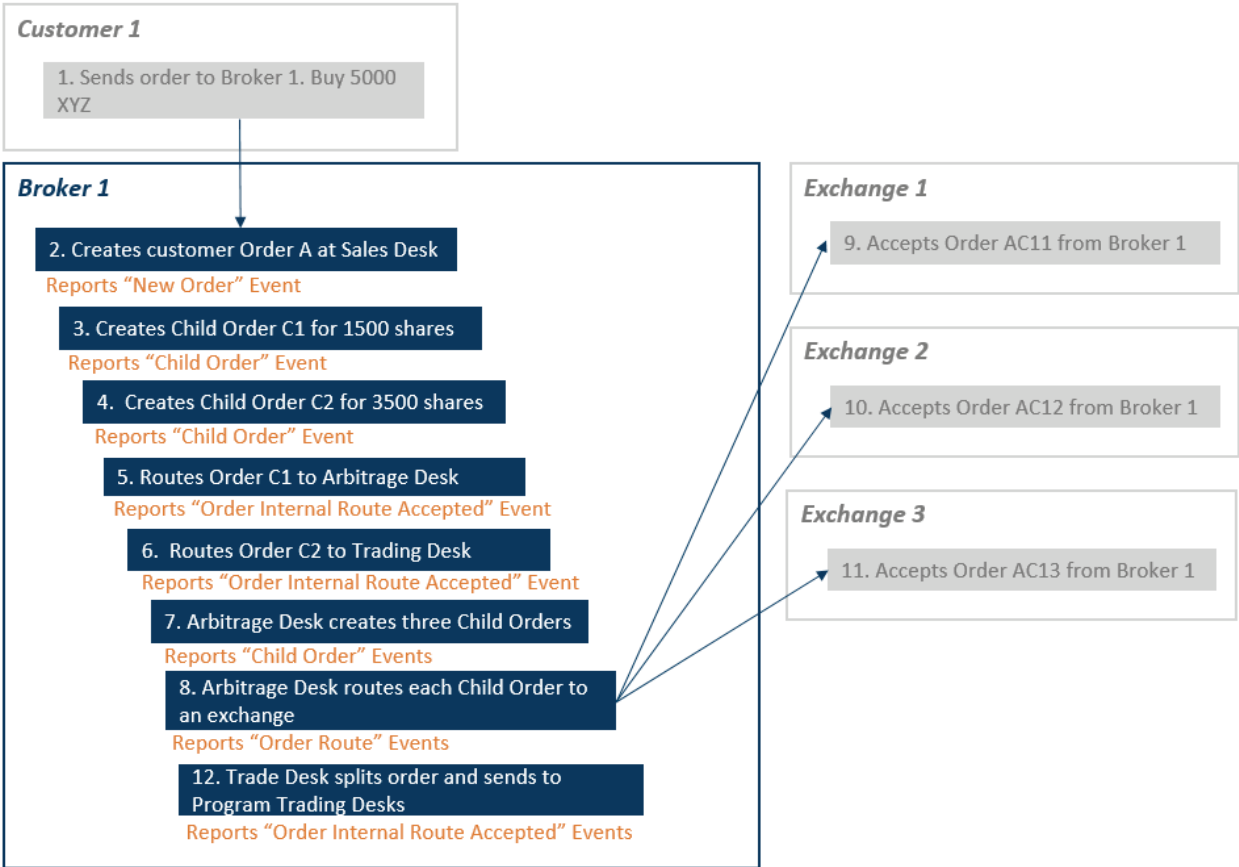 Customer 1
1. Sends order to Broker 1. Buy 5000
XYZ
Broker 1
2. Creates customer Order A at Sales Desk
Reports “New Order” Event
3. Creates Child Order C1 for 1500 shares
Reports “Child Order” Event
4.  Creates Child Order C2 for 3500 shares
Reports “Child Order” Event
5. Routes Order C1 to Arbitrage Desk
Reports “Order Internal Route Accepted” Event
6.  Routes Order C2 to Trading Desk
Reports “Order Internal Route Accepted” Event
7. Arbitrage Desk creates three Child Orders
Reports “Child Order” Events
8. Arbitrage Desk routes each Child Order to
an exchange
Reports “Order Route” Events
12. Trade Desk splits order and sends to
Program Trading Desks
Reports “Order Internal Route Accepted” Events
Exchange 1
9. Accepts Order AC11 from Broker 1
Exchange 2
10. Accepts Order AC12 from Broker 1
Exchange 3
11. Accepts Order AC13 from Broker 1